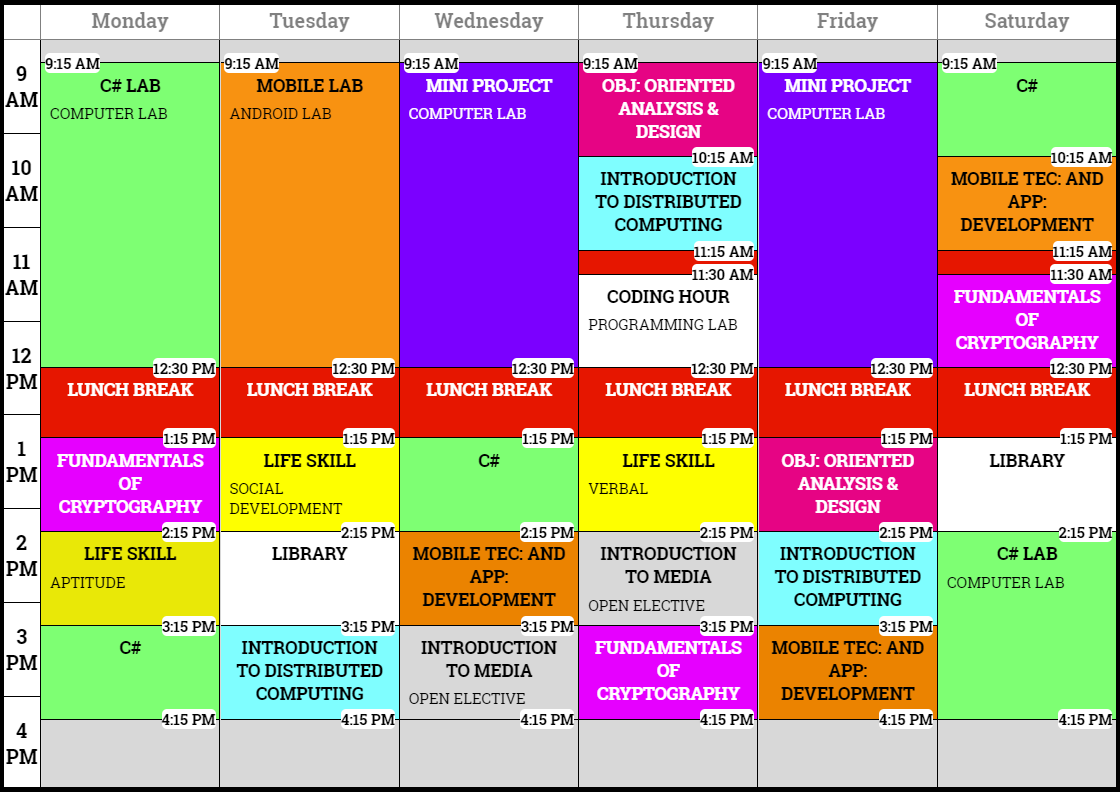 Monday Tuesday Wednesday Thursday Friday Saturday
9
AM
10
AM
11
AM
12
PM
1
PM
2
PM
3
PM
4
PM
9:15 AM
C# LAB
COMPUTER LAB
12:30 PM
LUNCH BREAK
1:15 PM
FUNDAMENTALS
OF
CRYPTOGRAPHY
2:15 PM
LIFE SKILL
APTITUDE
3:15 PM
C#
4:15 PM
9:15 AM
MOBILE LAB
ANDROID LAB
12:30 PM
LUNCH BREAK
1:15 PM
LIFE SKILL
SOCIAL
DEVELOPMENT
2:15 PM
LIBRARY
3:15 PM
INTRODUCTION
TO DISTRIBUTED
COMPUTING
4:15 PM
9:15 AM
MINI PROJECT
COMPUTER LAB
12:30 PM
LUNCH BREAK
1:15 PM
C#
2:15 PM
MOBILE TEC: AND
APP:
DEVELOPMENT
3:15 PM
INTRODUCTION
TO MEDIA
OPEN ELECTIVE
4:15 PM
9:15 AM
OBJ: ORIENTED
ANALYSIS &
DESIGN
10:15 AM
INTRODUCTION
TO DISTRIBUTED
COMPUTING
11:15 AM
11:30 AM
CODING HOUR
PROGRAMMING LAB
12:30 PM
LUNCH BREAK
1:15 PM
LIFE SKILL
VERBAL
2:15 PM
INTRODUCTION
TO MEDIA
OPEN ELECTIVE
3:15 PM
FUNDAMENTALS
OF
CRYPTOGRAPHY
4:15 PM
9:15 AM
MINI PROJECT
COMPUTER LAB
12:30 PM
LUNCH BREAK
1:15 PM
OBJ: ORIENTED
ANALYSIS &
DESIGN
2:15 PM
INTRODUCTION
TO DISTRIBUTED
COMPUTING
3:15 PM
MOBILE TEC: AND
APP:
DEVELOPMENT
4:15 PM
9:15 AM
C#
10:15 AM
MOBILE TEC: AND
APP:
DEVELOPMENT
11:15 AM
11:30 AM
FUNDAMENTALS
OF
CRYPTOGRAPHY
12:30 PM
LUNCH BREAK
1:15 PM
LIBRARY
2:15 PM
C# LAB
COMPUTER LAB
4:15 PM